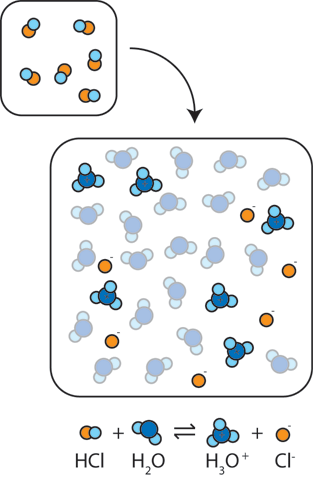 - - - - - -
+ ⇌ + -
HCl H₂O H₃O⁺ Cl⁻